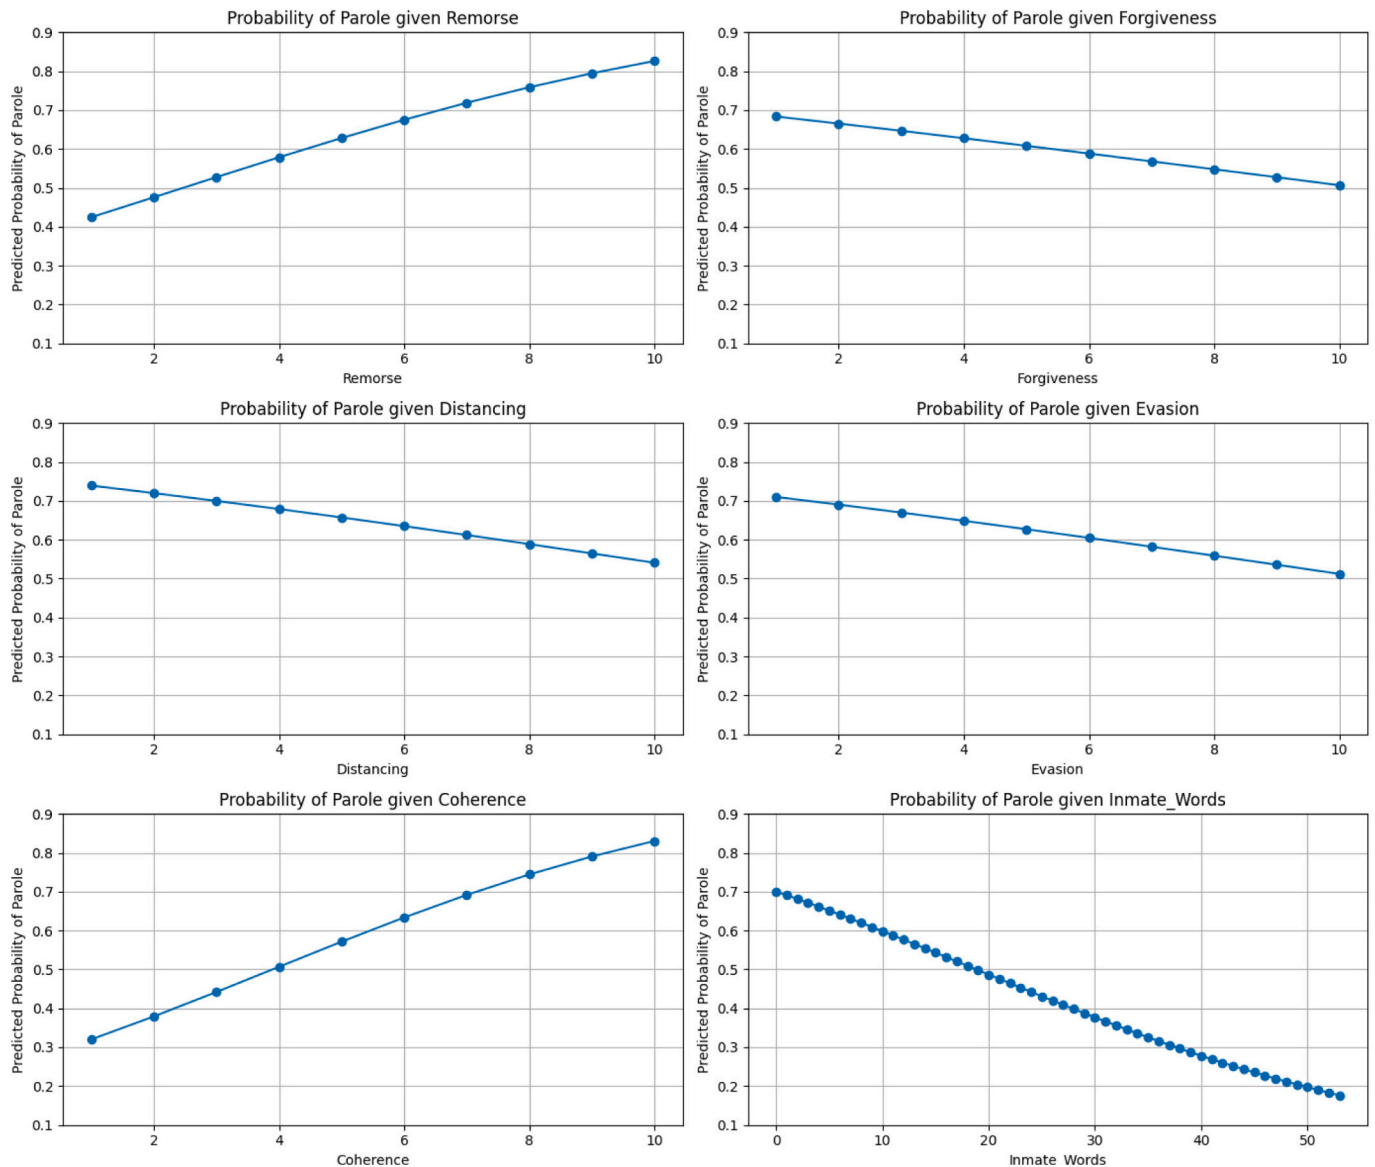 Probability of Parole given Remorse
Predicted Probability of Parole
0.9
0.8
0.7
0.6
0.5
0.4
0.3
0.2
0.1
2 4 6 8 10
Remorse
Probability of Parole given Forgiveness
Predicted Probability of Parole
0.9
0.8
0.7
0.6
0.5
0.4
0.3
0.2
0.1
2 4 6 8 10
Forgiveness
Probability of Parole given Distancing
Predicted Probability of Parole
0.9
0.8
0.7
0.6
0.5
0.4
0.3
0.2
0.1
2 4 6 8 10
Distancing
Probability of Parole given Evasion
Predicted Probability of Parole
0.9
0.8
0.7
0.6
0.5
0.4
0.3
0.2
0.1
2 4 6 8 10
Evasion
Probability of Parole given Coherence
Predicted Probability of Parole
0.9
0.8
0.7
0.6
0.5
0.4
0.3
0.2
0.1
2 4 6 8 10
Coherence
Probability of Parole given Inmate_Words
Predicted Probability of Parole
0.9
0.8
0.7
0.6
0.5
0.4
0.3
0.2
0.1
0 10 20 30 40 50
Inmate_Words